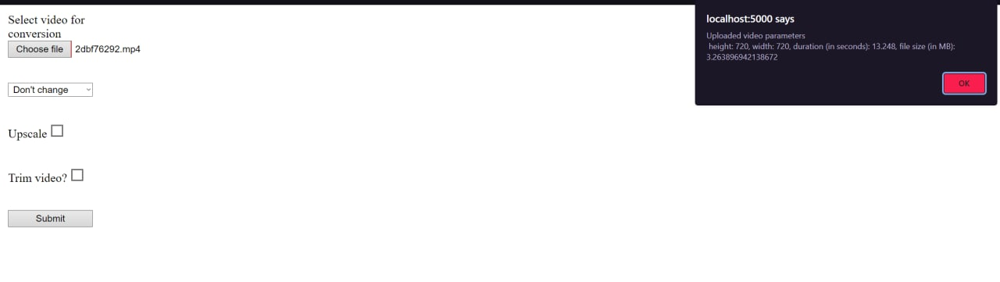 Select video for
conversion
Choose file 2dbf76292.mp4
Don't change
Upscale
Trim video?
Submit
localhost:5000 says
Uploaded video parameters
height: 720, width: 720, duration (in seconds): 13.248, file size (in MB):
3.263896942138672
OK